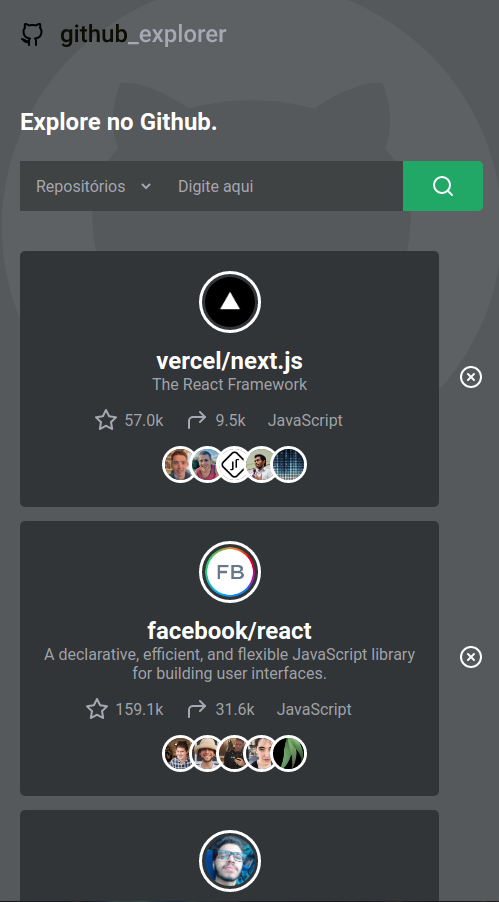 github_explorer
Explore no Github.
Repositórios Digite aqui
vercel/next.js
The React Framework
57.0k 9.5k JavaScript
FB
facebook/react
A declarative, efficient, and flexible JavaScript library
for building user interfaces.
159.1k 31.6k JavaScript